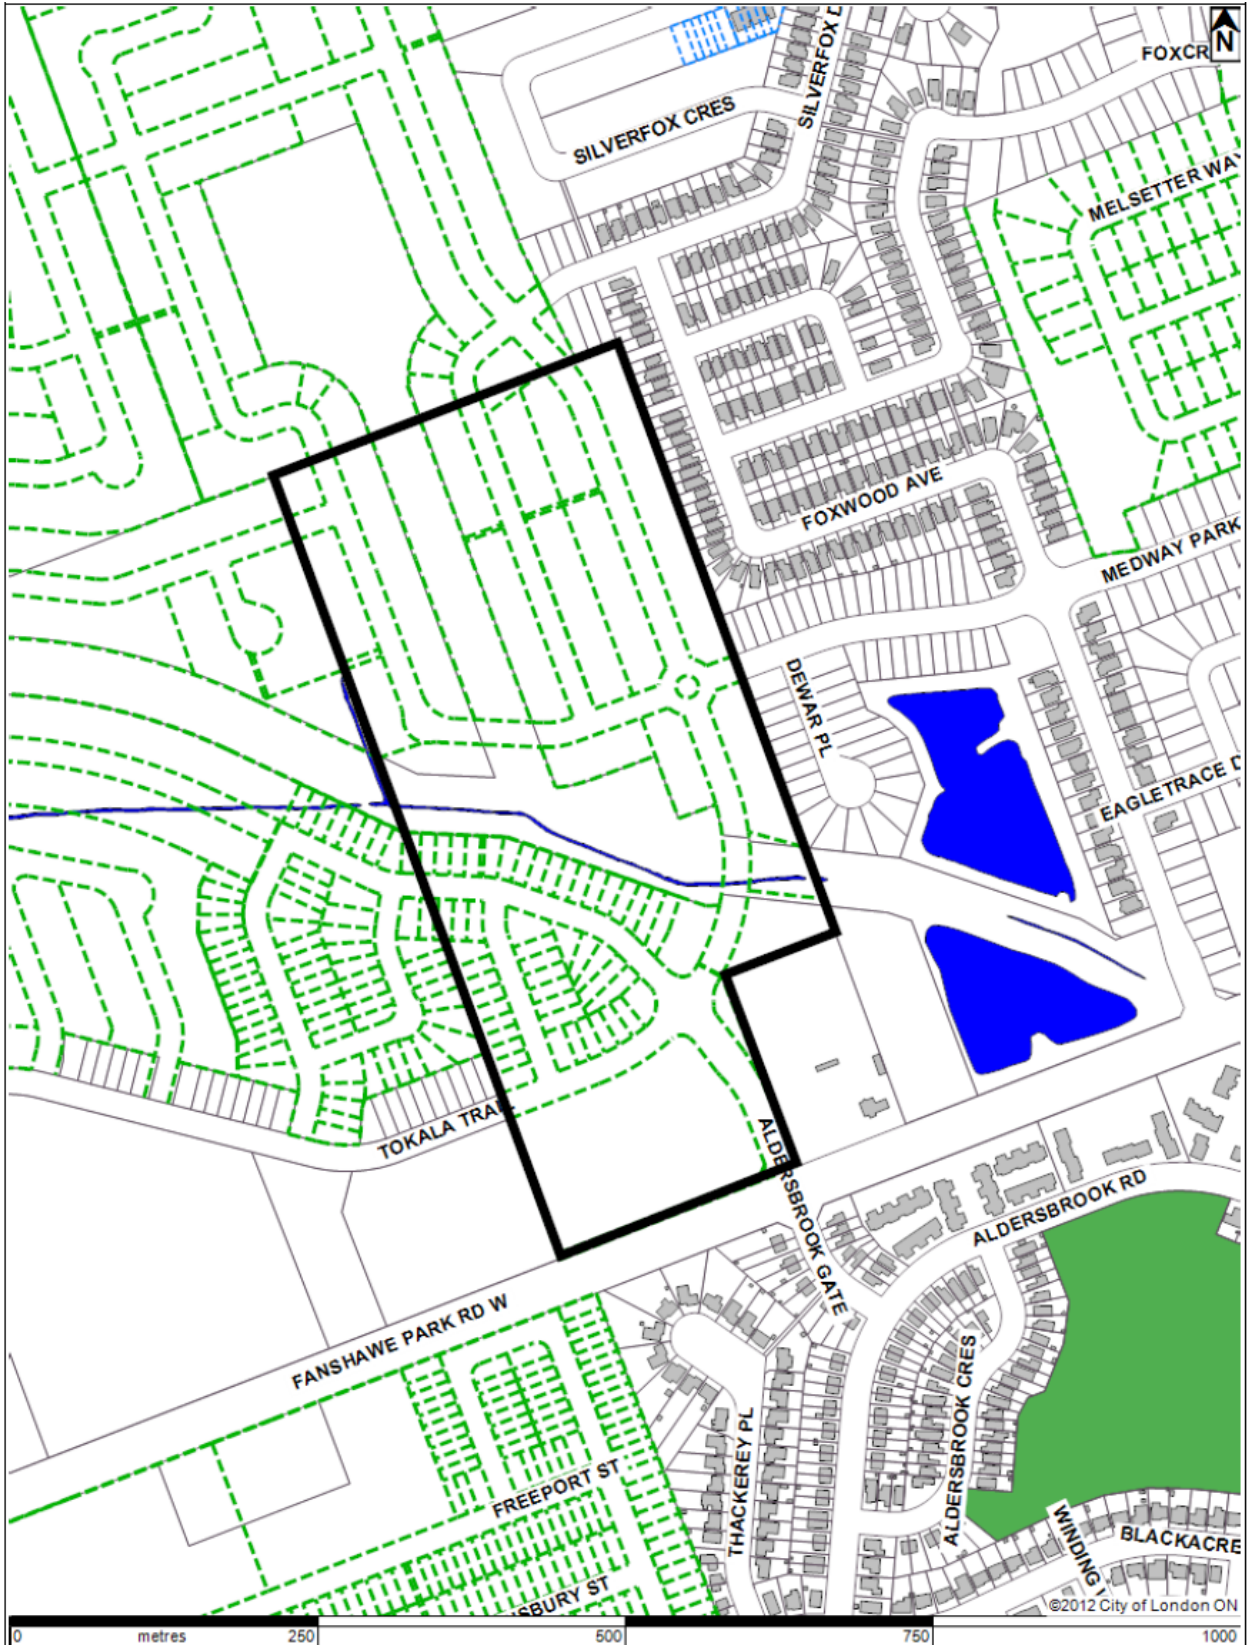 N
FOXCR
SILVERFOX D
SILVERFOX CRES
MELSETTER WAY
FOXWOOD AVE
MEDWAY PARK
DEWAR PL
EAGLETRACE D
TOKALA TRAIL
ALDERSBROOK GATE
ALDERSBROOK RD
FANSHAWE PARK RD W
ALDERSBROOK CRES
THACKEREY PL
FREEPORT ST
WINDING
BLACKACRE
SBURY ST
©2012 City of London ON
0 metres 250 500 750 1000